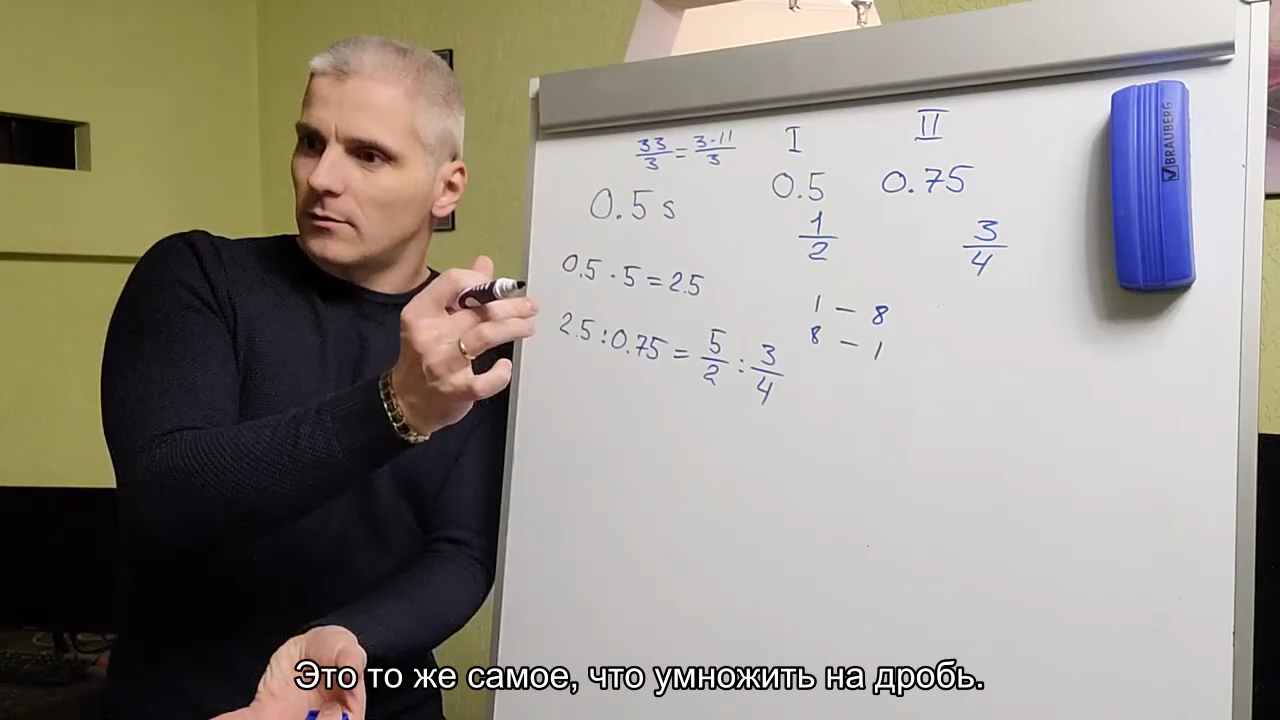 I II
33/3 = 3·11/3
0.5 s 0.5 0.75
1/2 3/4
0.5 · 5 = 2.5
1 – 8
8 – 1
2.5 : 0.75 = 5/2 : 3/4
BRAUBERG
Это то же самое, что умножить на дробь.